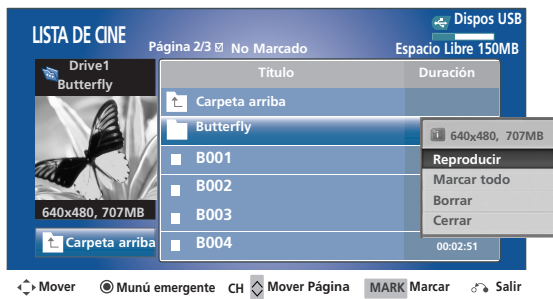 LISTA DE CINE
Página 2/3 ☑ No Marcado
Dispos USB
Espacio Libre 150MB
Drive1
Butterfly
640x480, 707MB
Carpeta arriba
Título Duración
Carpeta arriba
Butterfly
B001
B002
B003
B004 00:02:51
640x480, 707MB
Reproducir
Marcar todo
Borrar
Cerrar
Mover Munú emergente CH Mover Página MARK Marcar Salir